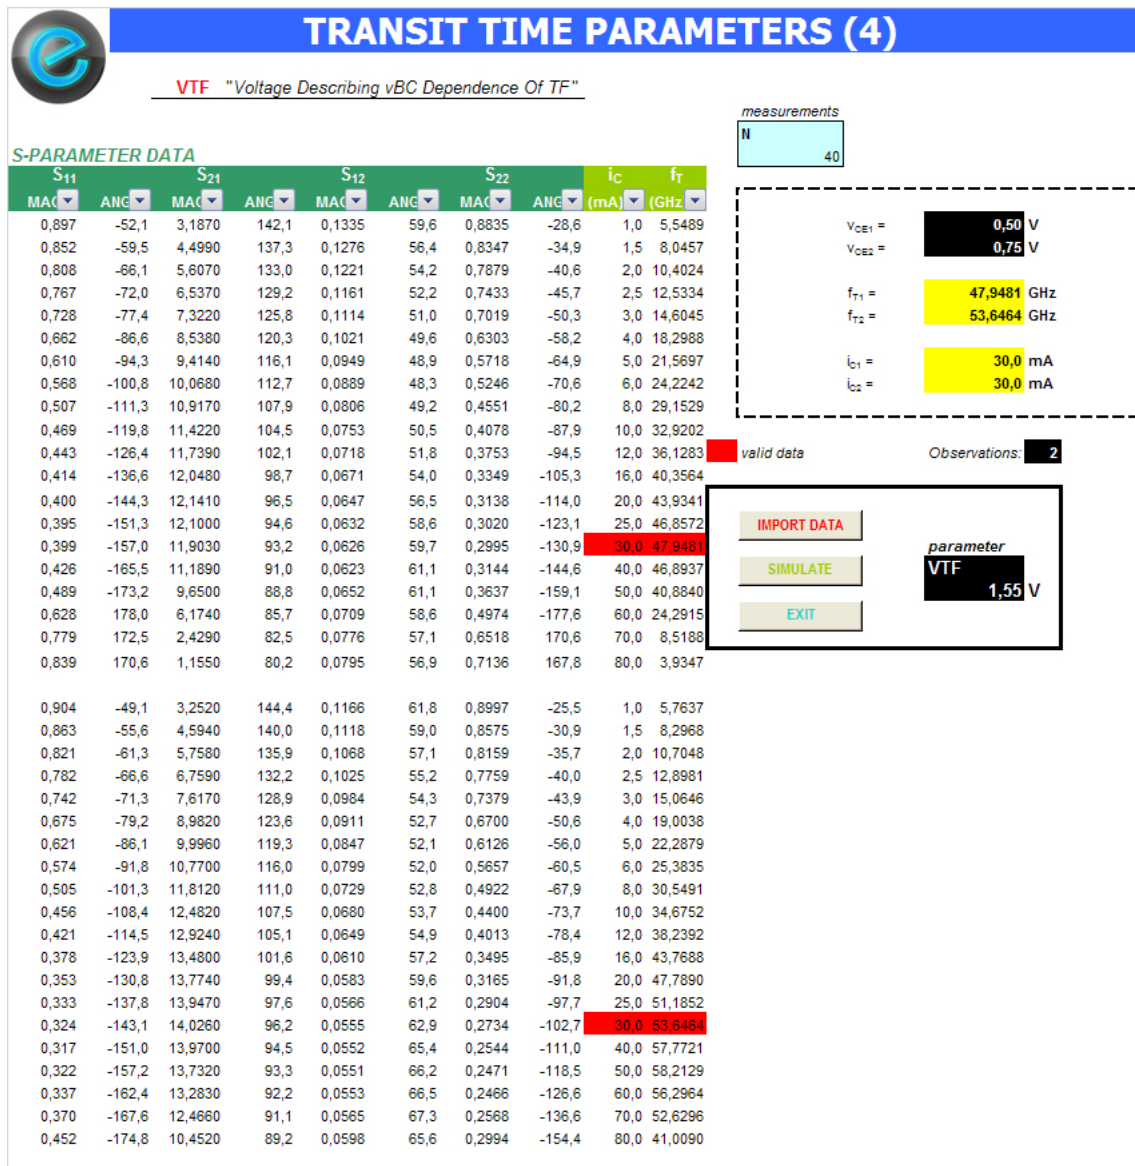 TRANSIT TIME PARAMETERS (4)
VTF "Voltage Describing vBC Dependence Of TF"
measurements
N
40
S-PARAMETER DATA
S11 S21 S12 S22 iC fT
MAG ANG MAG ANG MAG ANG MAG ANG (mA) (GHz
0,897 -52,1 3,1870 142,1 0,1335 59,6 0,8835 -28,6 1,0 5,5489
0,852 -59,5 4,4990 137,3 0,1276 56,4 0,8347 -34,9 1,5 8,0457
0,808 -66,1 5,6070 133,0 0,1221 54,2 0,7879 -40,6 2,0 10,4024
0,767 -72,0 6,5370 129,2 0,1161 52,2 0,7433 -45,7 2,5 12,5334
0,728 -77,4 7,3220 125,8 0,1114 51,0 0,7019 -50,3 3,0 14,6045
0,662 -86,6 8,5380 120,3 0,1021 49,6 0,6303 -58,2 4,0 18,2988
0,610 -94,3 9,4140 116,1 0,0949 48,9 0,5718 -64,9 5,0 21,5697
0,568 -100,8 10,0680 112,7 0,0889 48,3 0,5246 -70,6 6,0 24,2242
0,507 -111,3 10,9170 107,9 0,0806 49,2 0,4551 -80,2 8,0 29,1529
0,469 -119,8 11,4220 104,5 0,0753 50,5 0,4078 -87,9 10,0 32,9202
0,443 -126,4 11,7390 102,1 0,0718 51,8 0,3753 -94,5 12,0 36,1283
0,414 -136,6 12,0480 98,7 0,0671 54,0 0,3349 -105,3 16,0 40,3564
0,400 -144,3 12,1410 96,5 0,0647 56,5 0,3138 -114,0 20,0 43,9341
0,395 -151,3 12,1000 94,6 0,0632 58,6 0,3020 -123,1 25,0 46,8572
0,399 -157,0 11,9030 93,2 0,0626 59,7 0,2995 -130,9 30,0 47,9481
0,426 -165,5 11,1890 91,0 0,0623 61,1 0,3144 -144,6 40,0 46,8937
0,489 -173,2 9,6500 88,8 0,0652 61,1 0,3637 -159,1 50,0 40,8840
0,628 178,0 6,1740 85,7 0,0709 58,6 0,4974 -177,6 60,0 24,2915
0,779 172,5 2,4290 82,5 0,0776 57,1 0,6518 170,6 70,0 8,5188
0,839 170,6 1,1550 80,2 0,0795 56,9 0,7136 167,8 80,0 3,9347
0,904 -49,1 3,2520 144,4 0,1166 61,8 0,8997 -25,5 1,0 5,7637
0,863 -55,6 4,5940 140,0 0,1118 59,0 0,8575 -30,9 1,5 8,2968
0,821 -61,3 5,7580 135,9 0,1068 57,1 0,8159 -35,7 2,0 10,7048
0,782 -66,6 6,7590 132,2 0,1025 55,2 0,7759 -40,0 2,5 12,8981
0,742 -71,3 7,6170 128,9 0,0984 54,3 0,7379 -43,9 3,0 15,0646
0,675 -79,2 8,9820 123,6 0,0911 52,7 0,6700 -50,6 4,0 19,0038
0,621 -86,1 9,9960 119,3 0,0847 52,1 0,6126 -56,0 5,0 22,2879
0,574 -91,8 10,7700 116,0 0,0799 52,0 0,5657 -60,5 6,0 25,3835
0,505 -101,3 11,8120 111,0 0,0729 52,8 0,4922 -67,9 8,0 30,5491
0,456 -108,4 12,4820 107,5 0,0680 53,7 0,4400 -73,7 10,0 34,6752
0,421 -114,5 12,9240 105,1 0,0649 54,9 0,4013 -78,4 12,0 38,2392
0,378 -123,9 13,4800 101,6 0,0610 57,2 0,3495 -85,9 16,0 43,7688
0,353 -130,8 13,7740 99,4 0,0583 59,6 0,3165 -91,8 20,0 47,7890
0,333 -137,8 13,9470 97,6 0,0566 61,2 0,2904 -97,7 25,0 51,1852
0,324 -143,1 14,0260 96,2 0,0555 62,9 0,2734 -102,7 30,0 53,6464
0,317 -151,0 13,9700 94,5 0,0552 65,4 0,2544 -111,0 40,0 57,7721
0,322 -157,2 13,7320 93,3 0,0551 66,2 0,2471 -118,5 50,0 58,2129
0,337 -162,4 13,2830 92,2 0,0553 66,5 0,2466 -126,6 60,0 56,2964
0,370 -167,6 12,4660 91,1 0,0565 67,3 0,2568 -136,6 70,0 52,6296
0,452 -174,8 10,4520 89,2 0,0598 65,6 0,2994 -154,4 80,0 41,0090
vCE1 = 0,50 V
vCE2 = 0,75 V
fT1 = 47,9481 GHz
fT2 = 53,6464 GHz
iC1 = 30,0 mA
iC2 = 30,0 mA
valid data Observations: 2
IMPORT DATA
SIMULATE
EXIT
parameter
VTF
1,55 V